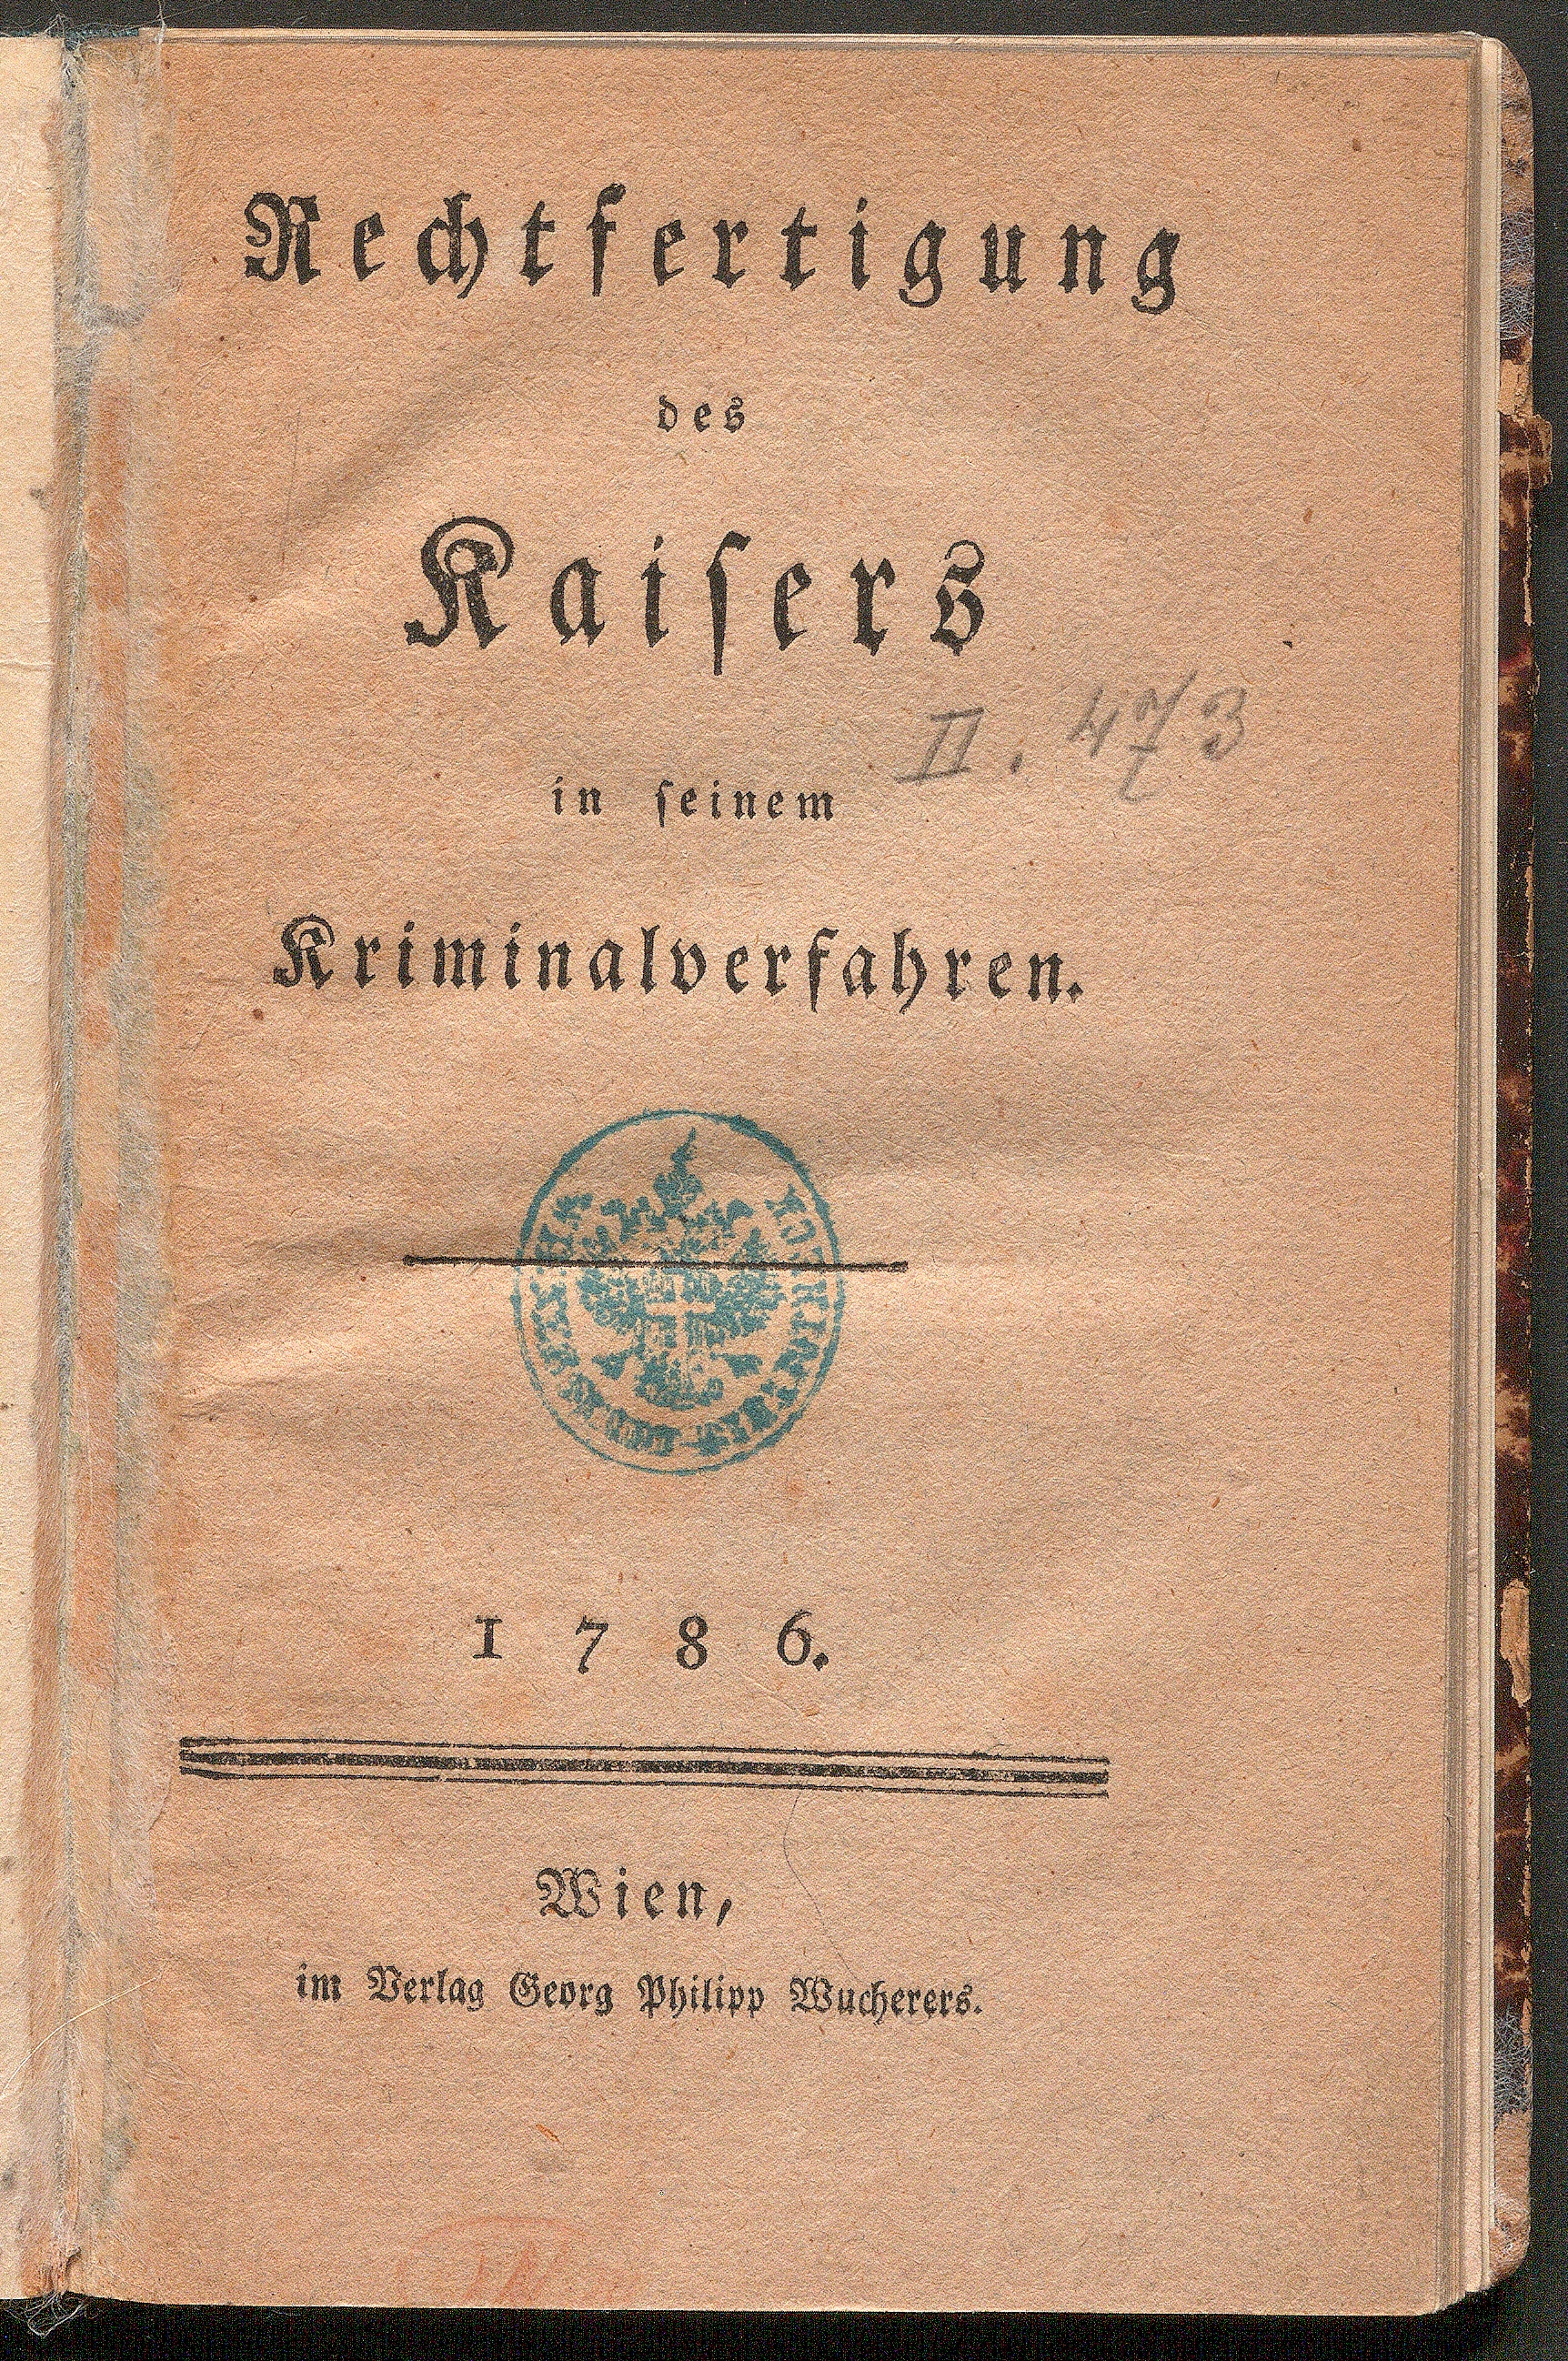 Rechtfertigung
des
Kaiſers
II. 473
in ſeinem
Kriminalverfahren.
1786.
Wien,
im Verlag Georg Philipp Wucherers.